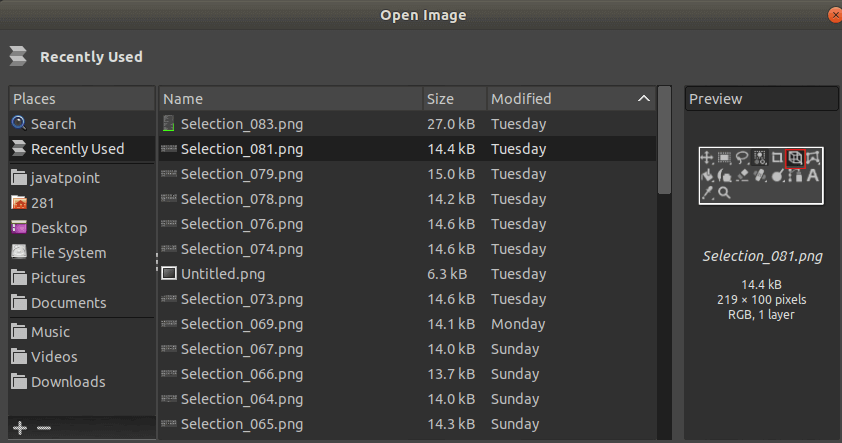 Open Image
Recently Used
Places
Search
Recently Used
javatpoint
281
Desktop
File System
Pictures
Documents
Music
Videos
Downloads
Name Size Modified
Selection_083.png 27.0 kB Tuesday
Selection_081.png 14.4 kB Tuesday
Selection_079.png 15.0 kB Tuesday
Selection_078.png 14.2 kB Tuesday
Selection_076.png 14.6 kB Tuesday
Selection_074.png 14.6 kB Tuesday
Untitled.png 6.3 kB Tuesday
Selection_073.png 14.6 kB Tuesday
Selection_069.png 14.1 kB Monday
Selection_067.png 14.0 kB Sunday
Selection_066.png 13.7 kB Sunday
Selection_064.png 14.0 kB Sunday
Selection_065.png 14.3 kB Sunday
Preview
A
Selection_081.png
14.4 kB
219 × 100 pixels
RGB, 1 layer